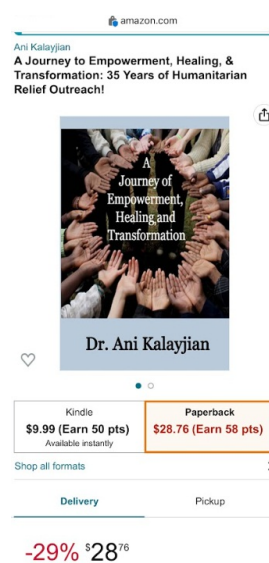 amazon.com
Ani Kalayjian
A Journey to Empowerment, Healing, &
Transformation: 35 Years of Humanitarian
Relief Outreach!
A
Journey of
Empowerment,
Healing and
Transformation
Dr. Ani Kalayjian
Kindle
$9.99 (Earn 50 pts)
Available instantly
Paperback
$28.76 (Earn 58 pts)
Shop all formats
Delivery
Pickup
-29% $2876